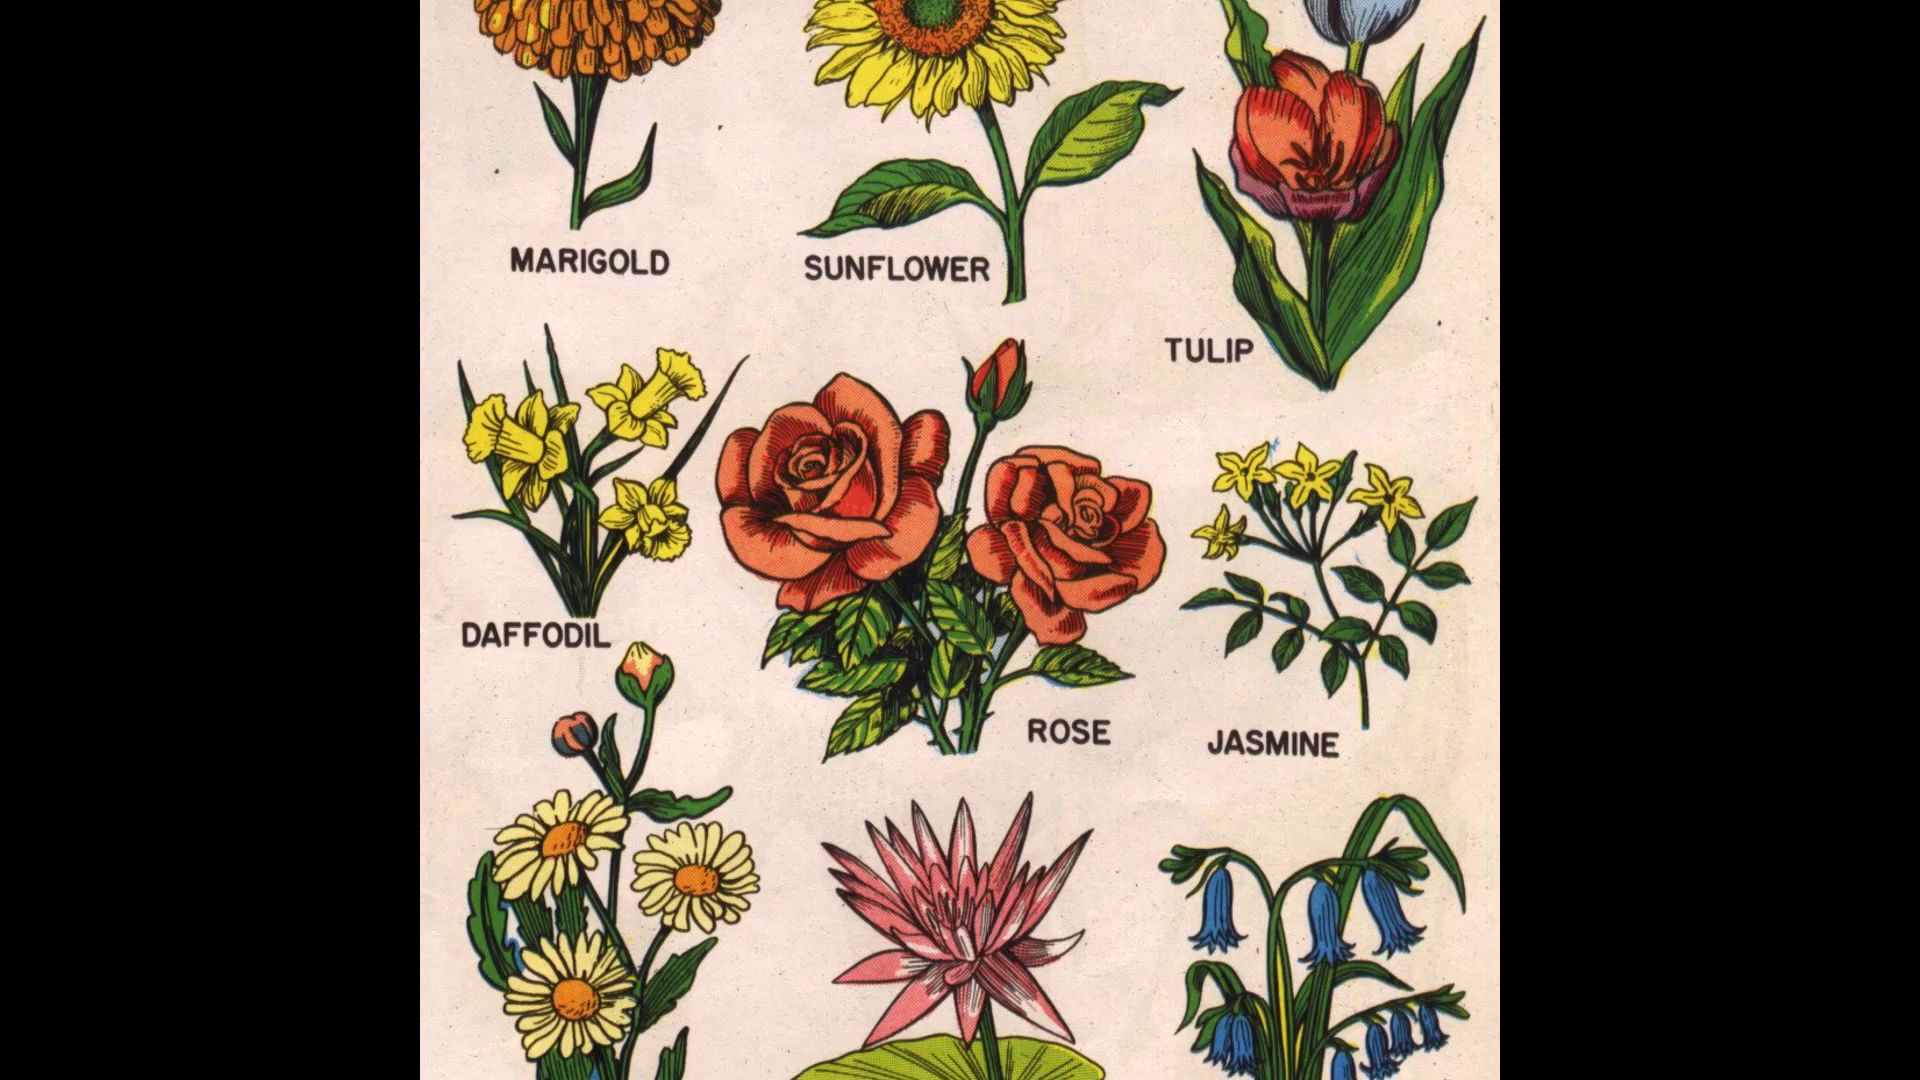 MARIGOLD
SUNFLOWER
TULIP
DAFFODIL
ROSE
JASMINE